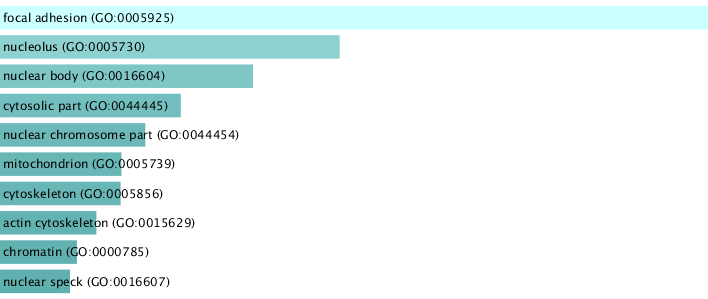 focal adhesion (GO:0005925)
nucleolus (GO:0005730)
nuclear body (GO:0016604)
cytosolic part (GO:0044445)
nuclear chromosome part (GO:0044454)
mitochondrion (GO:0005739)
cytoskeleton (GO:0005856)
actin cytoskeleton (GO:0015629)
chromatin (GO:0000785)
nuclear speck (GO:0016607)